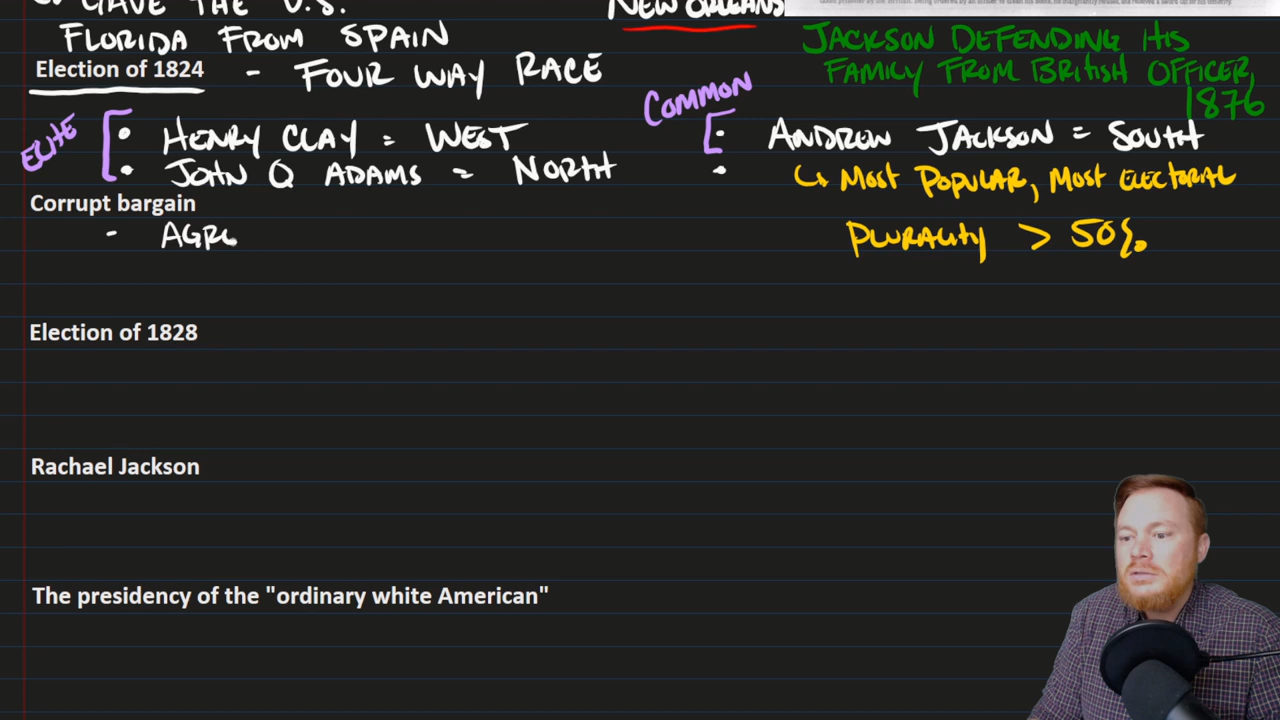 GAVE THE U.S.
NEW ORLEANS
FLORIDA FROM SPAIN
JACKSON DEFENDING HIS
FAMILY FROM BRITISH OFFICER,
1876
Election of 1824 - FOUR WAY RACE
ELITE
COMMON
• HENRY CLAY = WEST
• ANDREW JACKSON = SOUTH
• JOHN Q ADAMS = NORTH
• ↳ MOST POPULAR, MOST ELECTORIAL
Corrupt bargain
- AGRE
PLURALITY > 50%
Election of 1828
Rachael Jackson
The presidency of the "ordinary white American"